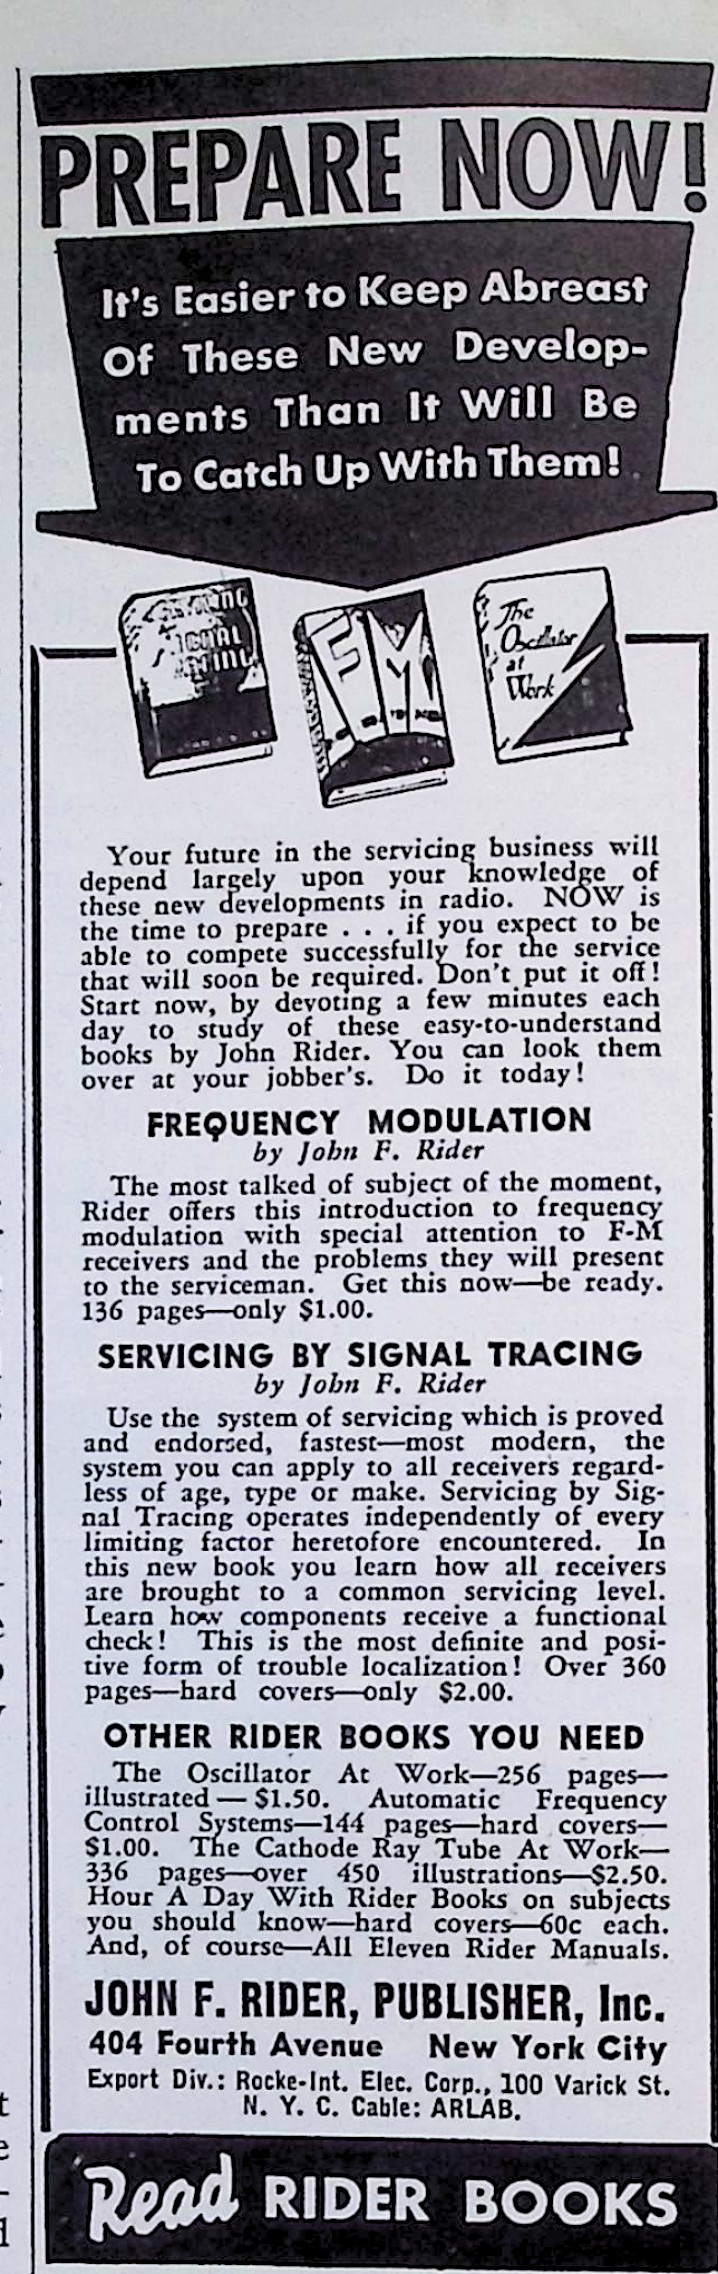 PREPARE NOW!
It's Easier to Keep Abreast
Of These New Develop-
ments Than It Will Be
To Catch Up With Them!
FM
The
Oscillator
at
Work
Your future in the servicing business will
depend largely upon your knowledge of
these new developments in radio. NOW is
the time to prepare . . . if you expect to be
able to compete successfully for the service
that will soon be required. Don't put it off!
Start now, by devoting a few minutes each
day to study of these easy-to-understand
books by John Rider. You can look them
over at your jobber's. Do it today!
FREQUENCY MODULATION
by John F. Rider
The most talked of subject of the moment,
Rider offers this introduction to frequency
modulation with special attention to F-M
receivers and the problems they will present
to the serviceman. Get this now—be ready.
136 pages—only $1.00.
SERVICING BY SIGNAL TRACING
by John F. Rider
Use the system of servicing which is proved
and endorsed, fastest—most modern, the
system you can apply to all receivers regard-
less of age, type or make. Servicing by Sig-
nal Tracing operates independently of every
limiting factor heretofore encountered. In
this new book you learn how all receivers
are brought to a common servicing level.
Learn how components receive a functional
check! This is the most definite and posi-
tive form of trouble localization! Over 360
pages—hard covers—only $2.00.
OTHER RIDER BOOKS YOU NEED
The Oscillator At Work—256 pages—
illustrated — $1.50. Automatic Frequency
Control Systems—144 pages—hard covers—
$1.00. The Cathode Ray Tube At Work—
336 pages—over 450 illustrations—$2.50.
Hour A Day With Rider Books on subjects
you should know—hard covers—60c each.
And, of course—All Eleven Rider Manuals.
JOHN F. RIDER, PUBLISHER, Inc.
404 Fourth Avenue New York City
Export Div.: Rocke-Int. Elec. Corp., 100 Varick St.
N. Y. C. Cable: ARLAB.
Read RIDER BOOKS